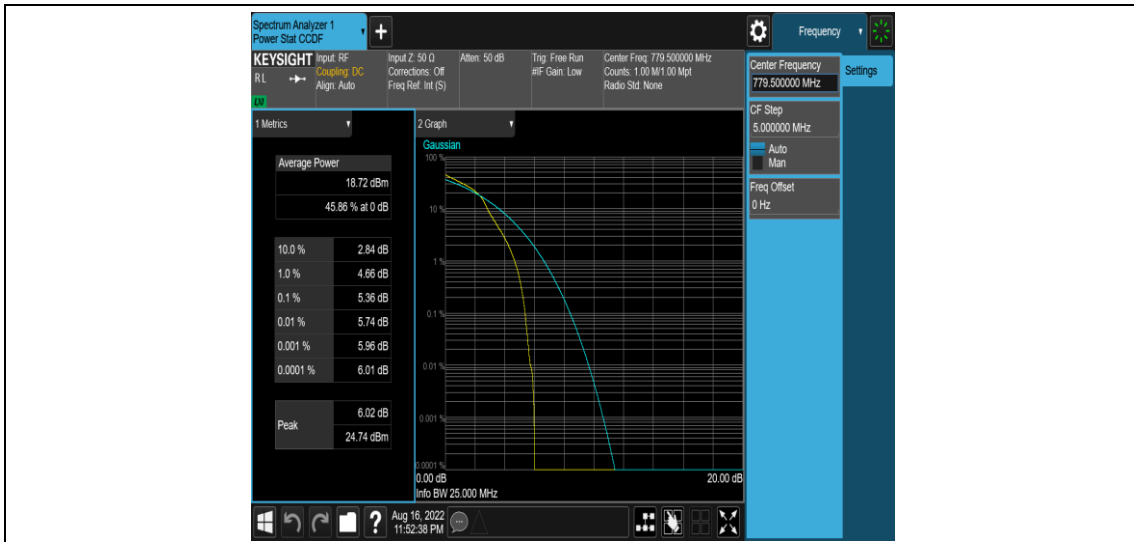 Spectrum Analyzer 1
Power Stat CCDF
+
Frequency
KEYSIGHT
RL
LXI
Input: RF
Coupling: DC
Align: Auto
Input Z: 50 Ω
Corrections: Off
Freq Ref: Int (S)
Atten: 50 dB
Trig: Free Run
#IF Gain: Low
Center Freq: 779.500000 MHz
Counts: 1.00 M/1.00 Mpt
Radio Std: None
Center Frequency
779.500000 MHz
Settings
CF Step
5.000000 MHz
Auto
Man
Freq Offset
0 Hz
1 Metrics
Average Power
18.72 dBm
45.86 % at 0 dB
10.0 % 2.84 dB
1.0 % 4.66 dB
0.1 % 5.36 dB
0.01 % 5.74 dB
0.001 % 5.96 dB
0.0001 % 6.01 dB
Peak
6.02 dB
24.74 dBm
2 Graph
Gaussian
100 %
10 %
1 %
0.1 %
0.01 %
0.001 %
0.0001 %
0.00 dB 20.00 dB
Info BW 25.000 MHz
?
Aug 16, 2022
11:52:38 PM